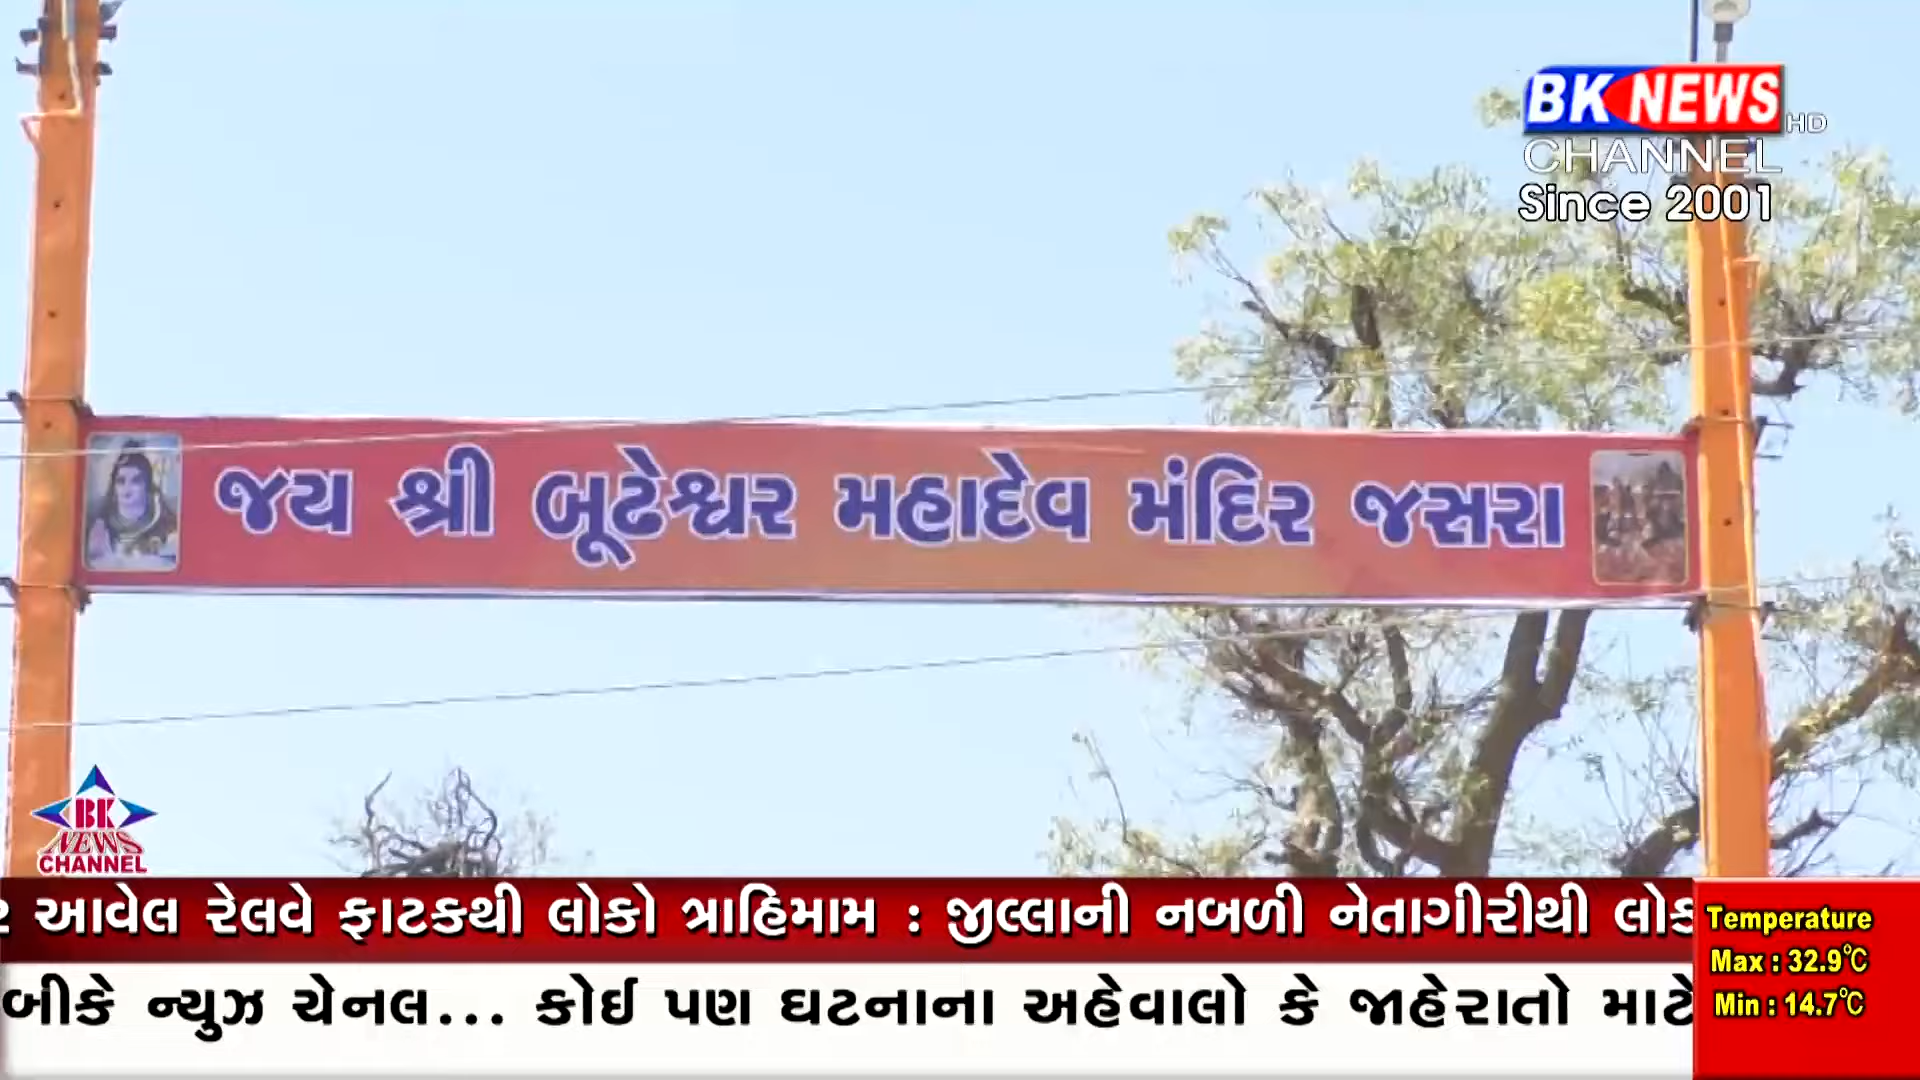 BK NEWS HD
CHANNEL
Since 2001
જય શ્રી બૂઢેશ્વર મહાદેવ મંદિર જસરા
BK
NEWS
CHANNEL
આવેલ રેલવે ફાટકથી લોકો ત્રાહિમામ : જીલ્લાની નબળી નેતાગીરીથી
Temperature
Max : 32.9°C
Min : 14.7°C
બીકે ન્યુઝ ચેનલ... કોઈ પણ ઘટનાના અહેવાલો કે જાહેરાતો માટે